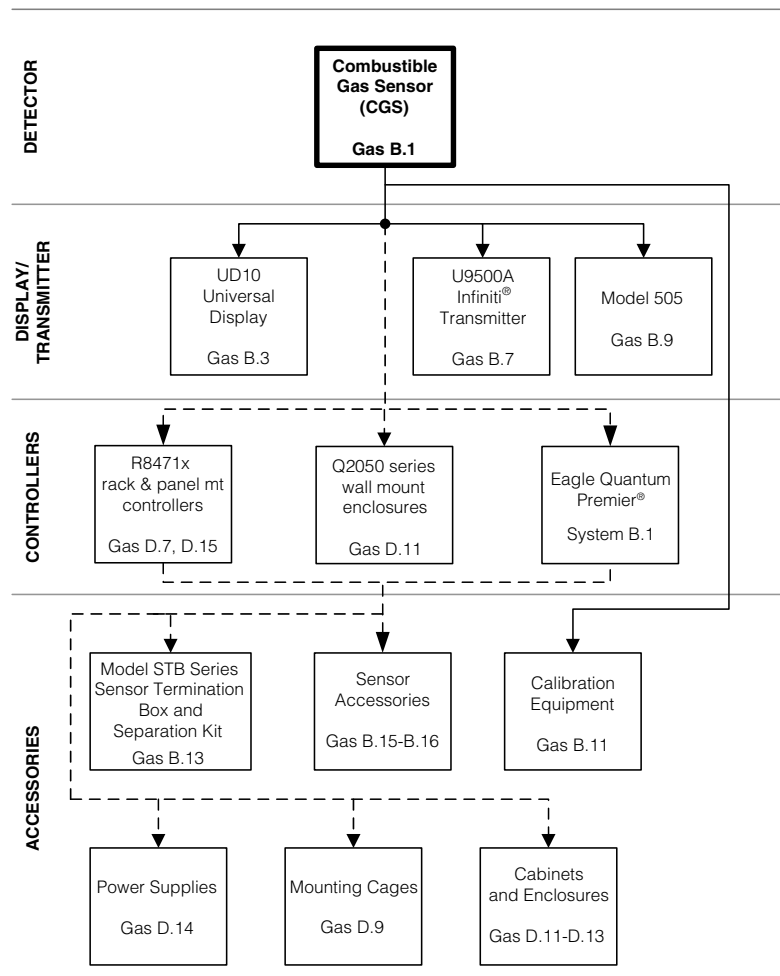 DETECTOR
Combustible
Gas Sensor
(CGS)
Gas B.1
DISPLAY/
TRANSMITTER
UD10
Universal
Display
Gas B.3
U9500A
Infiniti®
Transmitter
Gas B.7
Model 505
Gas B.9
CONTROLLERS
R8471x
rack & panel mt
controllers
Gas D.7, D.15
Q2050 series
wall mount
enclosures
Gas D.11
Eagle Quantum
Premier®
System B.1
ACCESSORIES
Model STB Series
Sensor Termination
Box and
Separation Kit
Gas B.13
Sensor
Accessories
Gas B.15-B.16
Calibration
Equipment
Gas B.11
Power Supplies
Gas D.14
Mounting Cages
Gas D.9
Cabinets
and Enclosures
Gas D.11-D.13